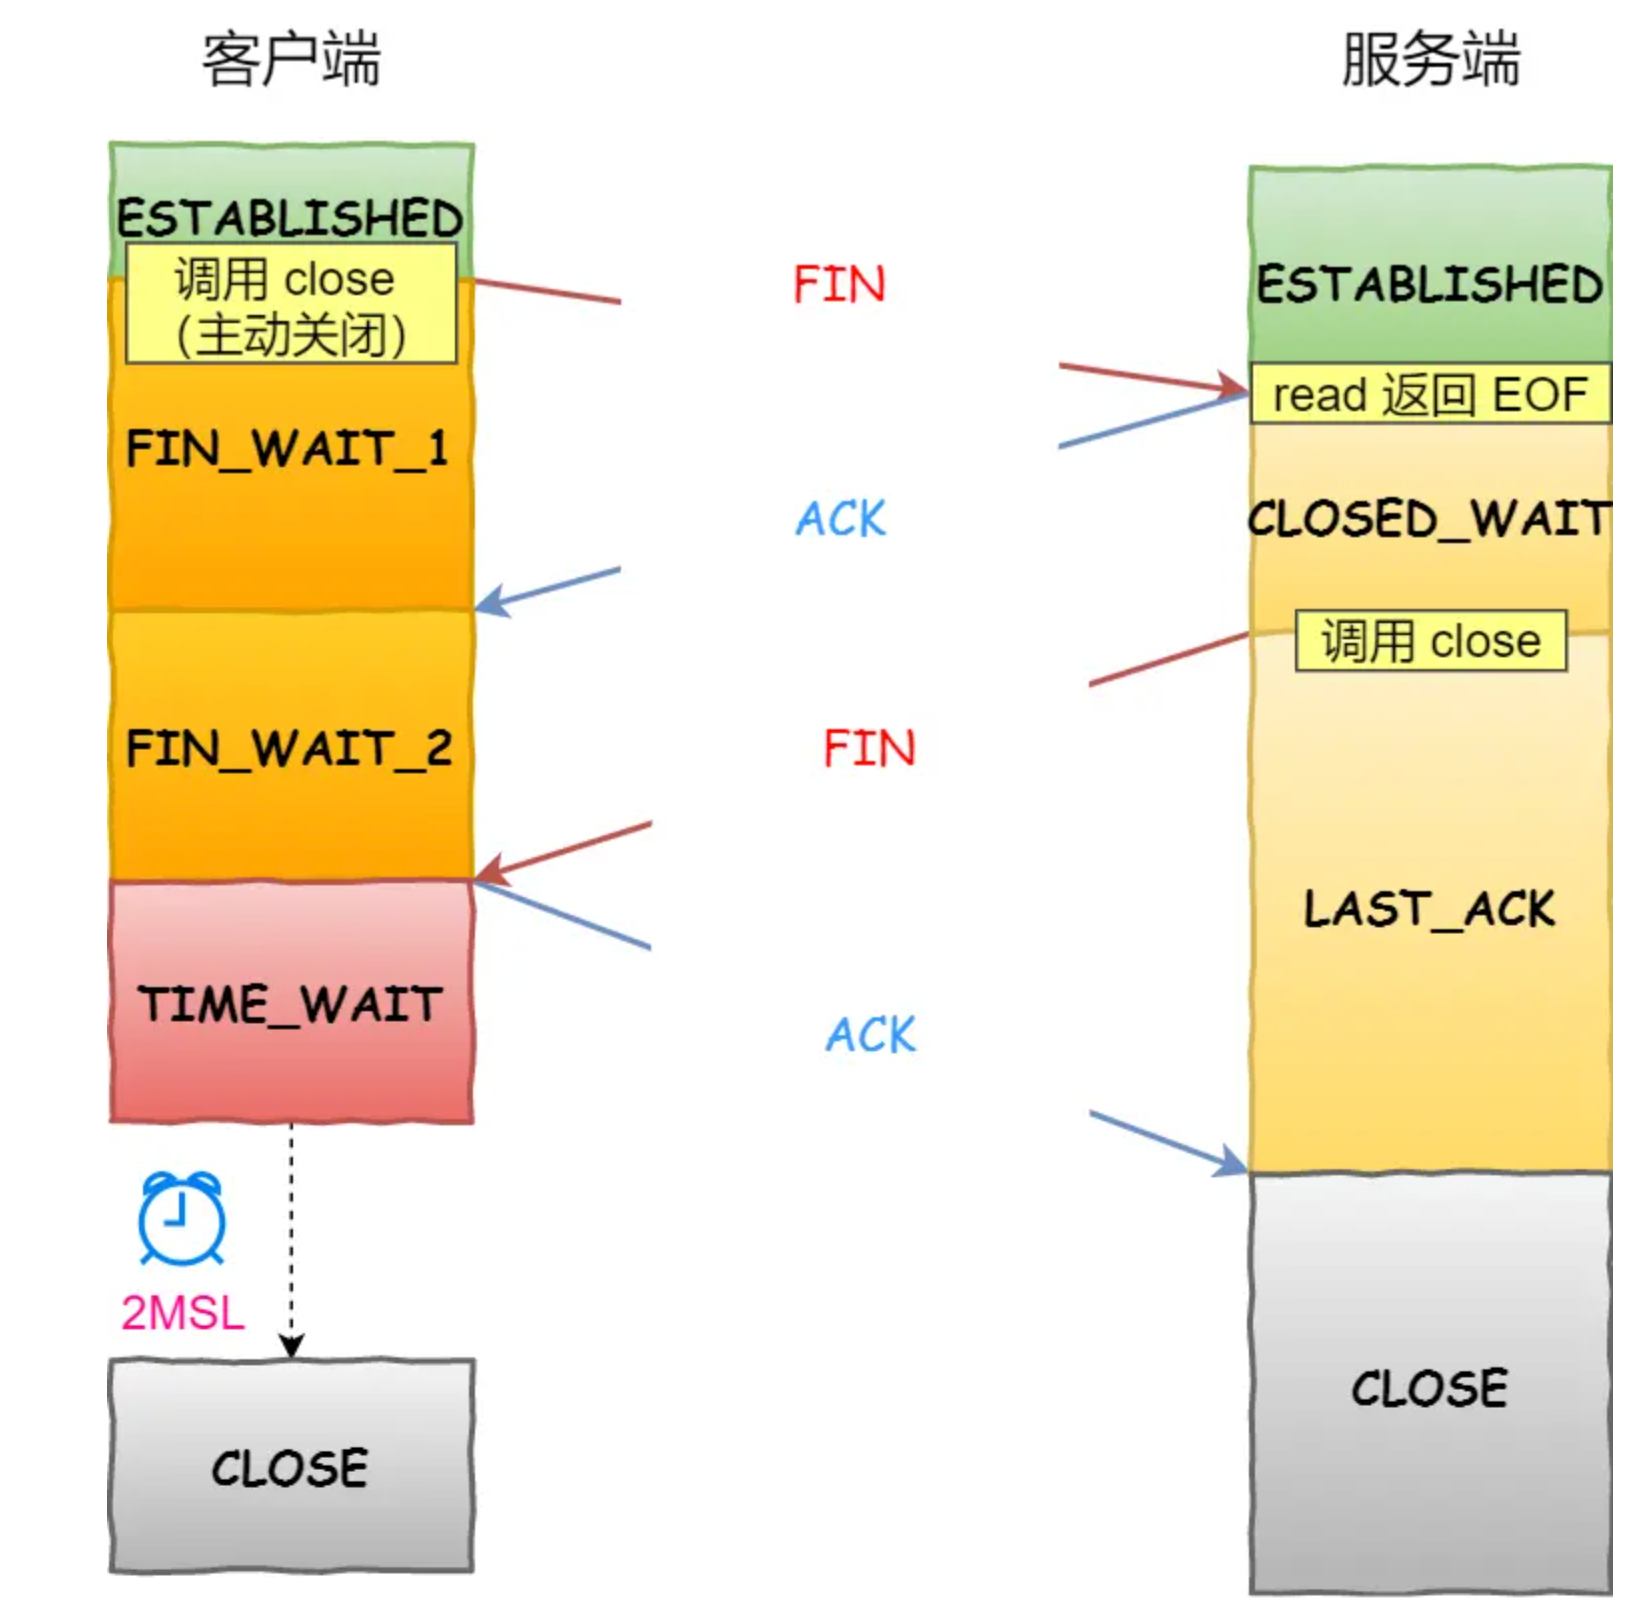 客户端
服务端
ESTABLISHED
调用 close
（主动关闭）
FIN
ESTABLISHED
read 返回 EOF
FIN_WAIT_1
ACK
CLOSED_WAIT
调用 close
FIN_WAIT_2
FIN
LAST_ACK
TIME_WAIT
ACK
2MSL
CLOSE
CLOSE